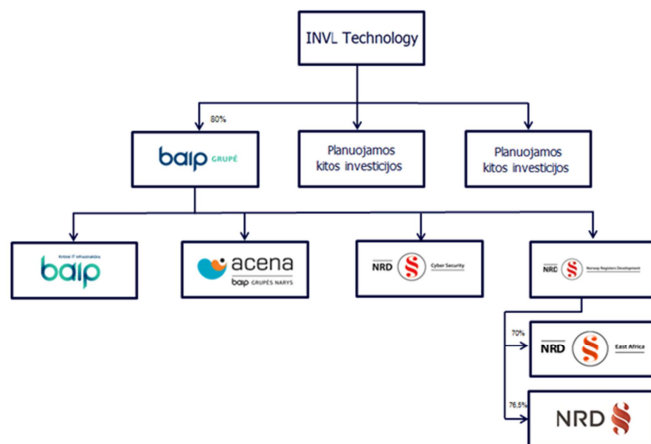 INVL Technology
80%
baip GRUPĖ
Planuojamos
kitos investicijos
Planuojamos
kitos investicijos
baip
acena
baip GRUPĖS NARYS
NRD Cyber Security
NRD Norway Registers Development
70%
NRD East Africa
76,5%
NRD